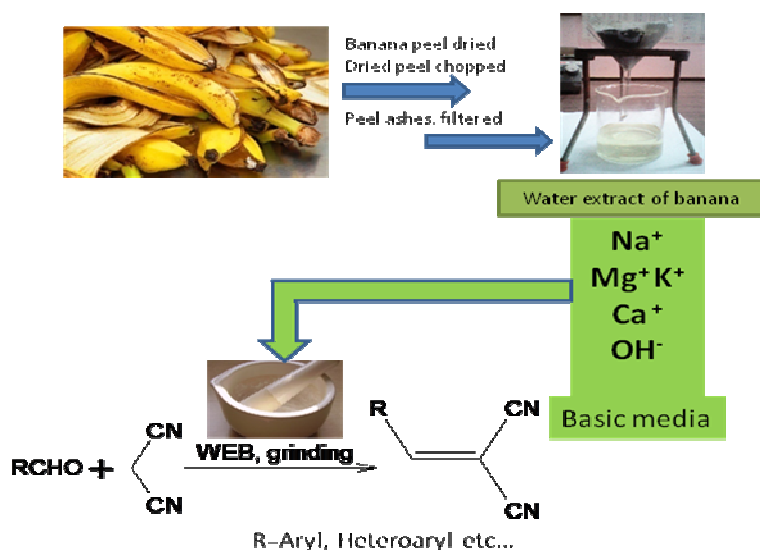 Banana peel dried
Dried peel chopped
Peel ashes. filtered
Water extract of banana
Na⁺
Mg⁺ K⁺
Ca⁺
OH⁻
Basic media
RCHO + CN
CN
WEB, grinding
R
CN
CN
R–Aryl, Heteroaryl etc...